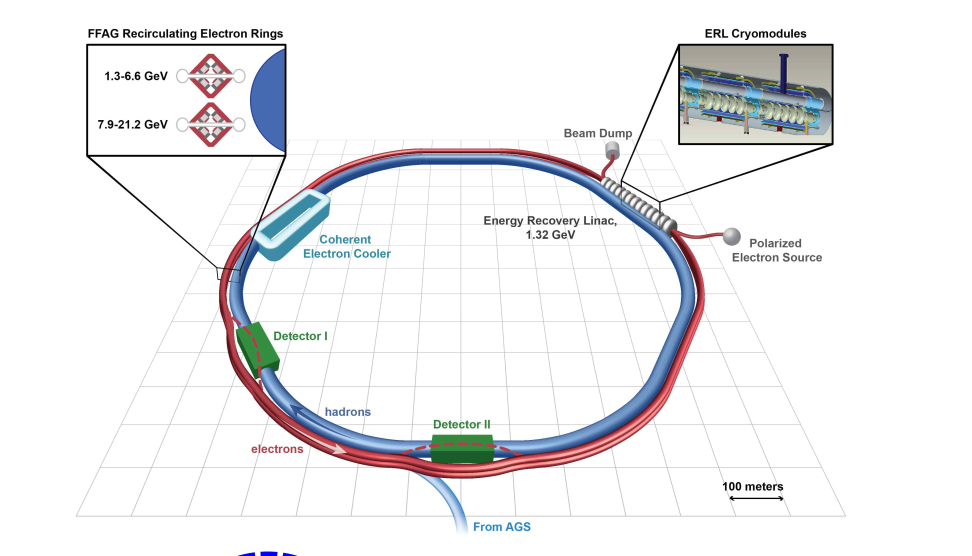 FFAG Recirculating Electron Rings
1.3-6.6 GeV
7.9-21.2 GeV
ERL Cryomodules
Beam Dump
Energy Recovery Linac,
1.32 GeV
Polarized
Electron Source
Coherent
Electron Cooler
Detector I
hadrons
Detector II
electrons
100 meters
From AGS